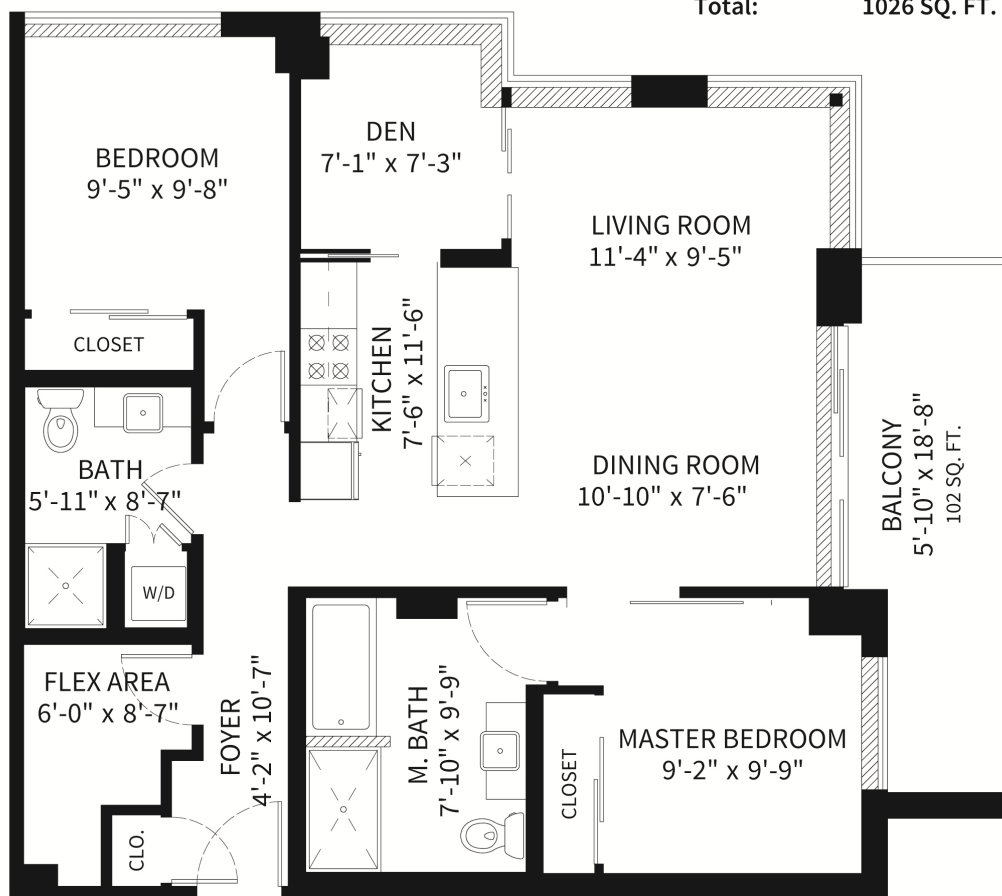 Total: 1026 SQ. FT.
DEN
7'-1" x 7'-3"
BEDROOM
9'-5" x 9'-8"
LIVING ROOM
11'-4" x 9'-5"
CLOSET
KITCHEN
7'-6" x 11'-6"
BATH
5'-11" x 8'-7"
DINING ROOM
10'-10" x 7'-6"
BALCONY
5'-10" x 18'-8"
102 SQ. FT.
W/D
FLEX AREA
6'-0" x 8'-7"
FOYER
4'-2" x 10'-7"
M. BATH
7'-10" x 9'-9"
CLOSET
MASTER BEDROOM
9'-2" x 9'-9"
CLO.